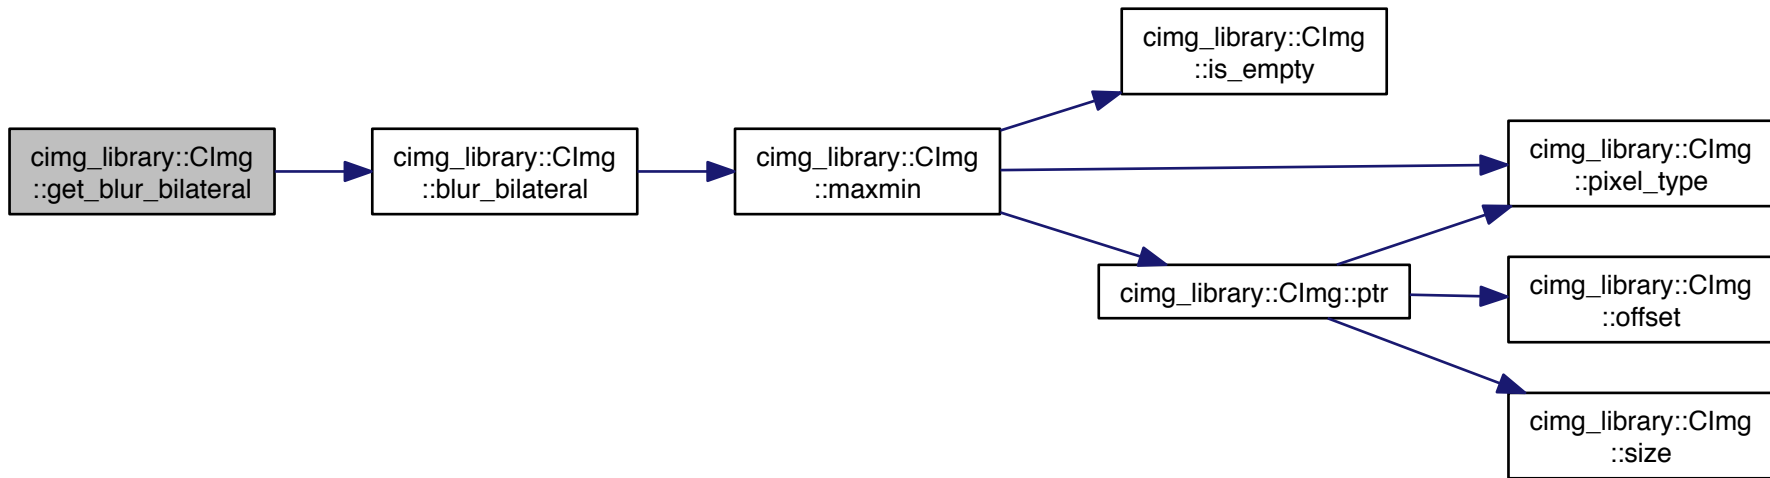 cimg_library::CImg
::get_blur_bilateral
cimg_library::CImg
::blur_bilateral
cimg_library::CImg
::maxmin
cimg_library::CImg
::is_empty
cimg_library::CImg
::pixel_type
cimg_library::CImg::ptr
cimg_library::CImg
::offset
cimg_library::CImg
::size